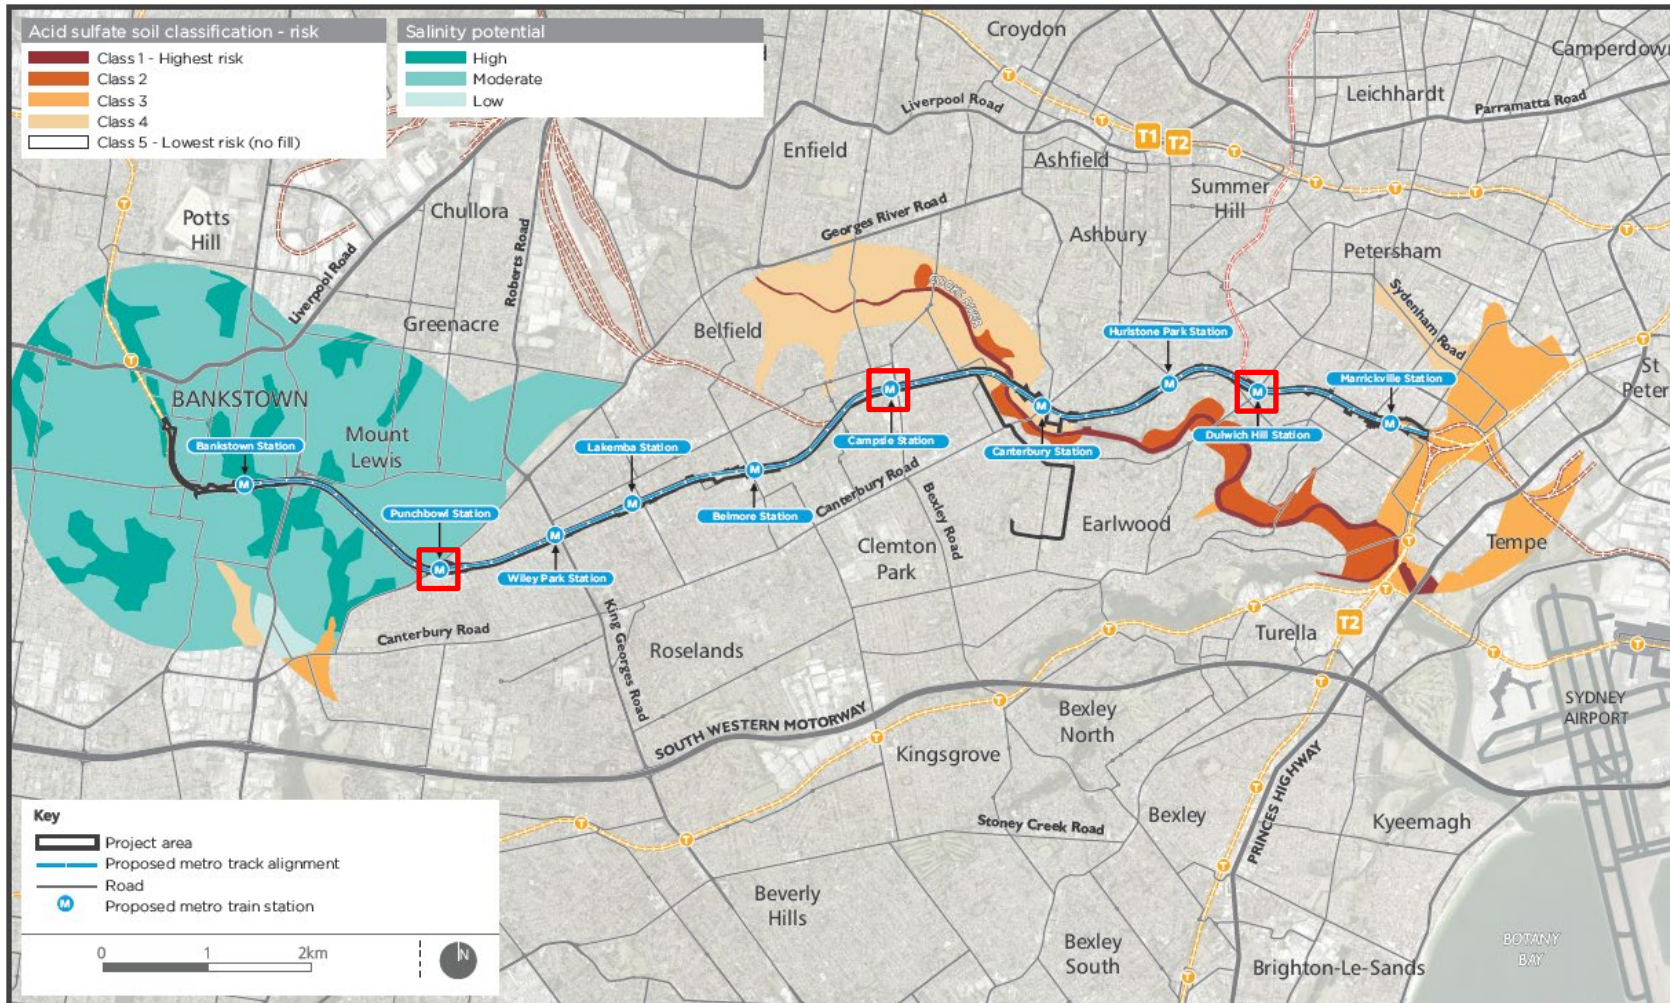 Acid sulfate soil classification - risk
Class 1 - Highest risk
Class 2
Class 3
Class 4
Class 5 - Lowest risk (no fill)
Salinity potential
High
Moderate
Low
Croydon
Camperdown
Leichhardt
Parramatta Road
Liverpool Road
Enfield
Ashfield
T1
T2
Summer
Hill
Potts
Hill
Chullora
Roberts Road
Georges River Road
Ashbury
Petersham
Liverpool Road
Greenacre
Belfield
COOKS RIVER
Hurlstone Park Station
Sydenham Road
St
Peter
BANKSTOWN
Marrickville Station
Mount
Lewis
Bankstown Station
Lakemba Station
Campsie Station
Dulwich Hill Station
Canterbury Station
Punchbowl Station
Belmore Station
Canterbury Road
Bexley Road
Earlwood
Clemton
Park
Tempe
Wiley Park Station
Canterbury Road
King Georges Road
Roselands
T2
Turella
SOUTH WESTERN MOTORWAY
Bexley
North
Kingsgrove
SYDNEY
AIRPORT
PRINCES HIGHWAY
Stoney Creek Road
Bexley
Kyeemagh
Beverly
Hills
Bexley
South
Brighton-Le-Sands
BOTANY
BAY
Key
Project area
Proposed metro track alignment
Road
M Proposed metro train station
0 1 2km
N